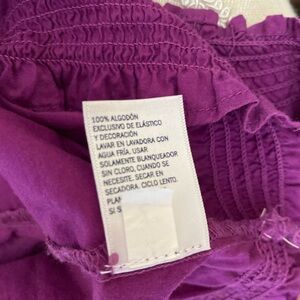 100% ALGODÓN
EXCLUSIVO DE ELÁSTICO
Y DECORACIÓN
LAVAR EN LAVADORA CON
AGUA FRÍA. USAR
SOLAMENTE BLANQUEADOR
SIN CLORO, CUANDO SE
NECESITE. SECAR EN
SECADORA. CICLO LENTO.